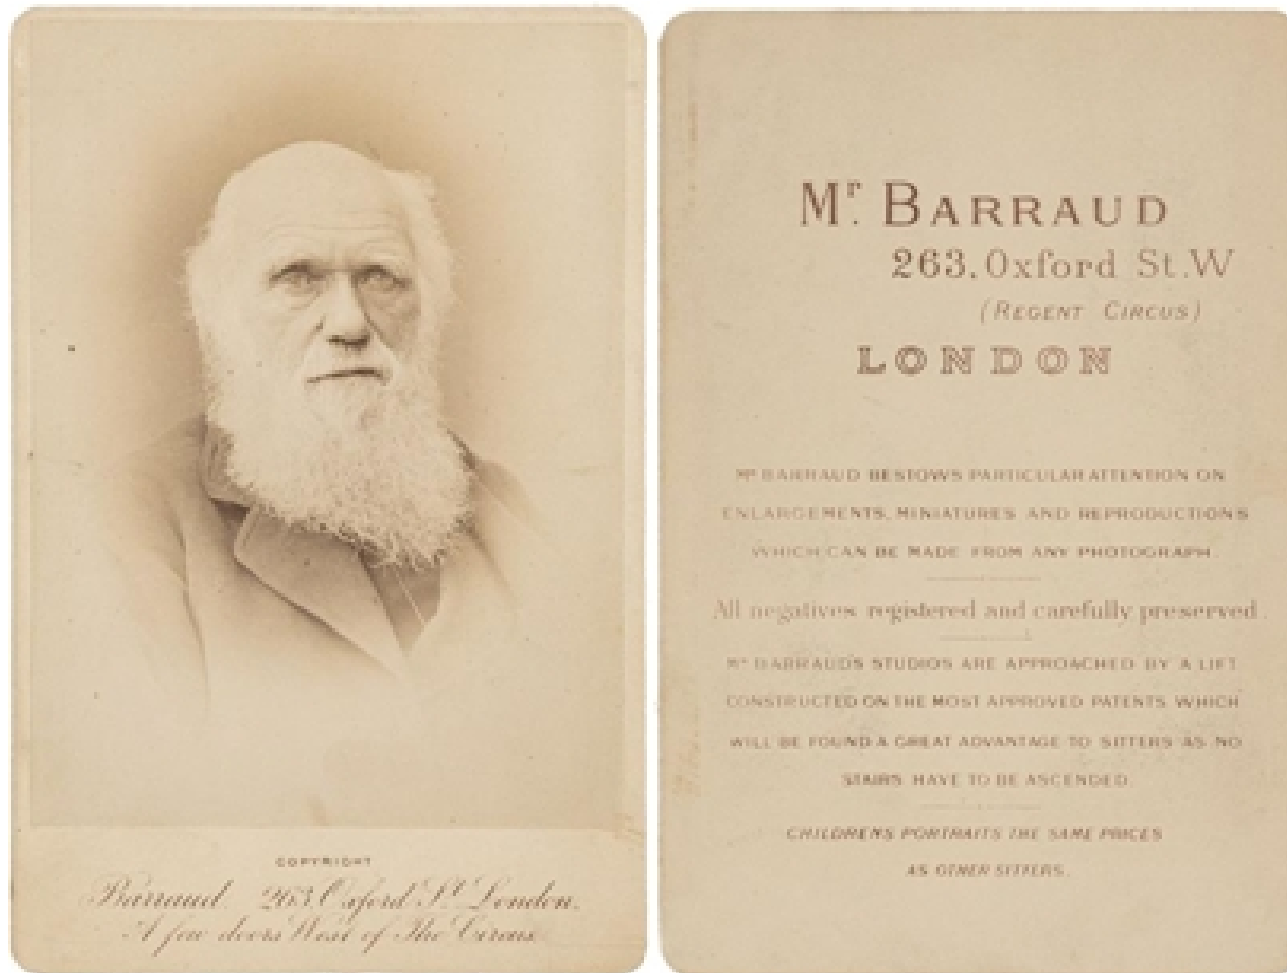 COPYRIGHT
Barraud. 263 Oxford St. London.
A few doors West of The Circus
Mr. BARRAUD
263, Oxford St. W
(REGENT CIRCUS)
LONDON
MR BARRAUD BESTOWS PARTICULAR ATTENTION ON
ENLARGEMENTS, MINIATURES AND REPRODUCTIONS
WHICH CAN BE MADE FROM ANY PHOTOGRAPH.
All negatives registered and carefully preserved.
MR BARRAUDS STUDIOS ARE APPROACHED BY A LIFT
CONSTRUCTED ON THE MOST APPROVED PATENTS WHICH
WILL BE FOUND A GREAT ADVANTAGE TO SITTERS AS NO
STAIRS HAVE TO BE ASCENDED.
CHILDRENS PORTRAITS THE SAME PRICES
AS OTHER SITTERS.